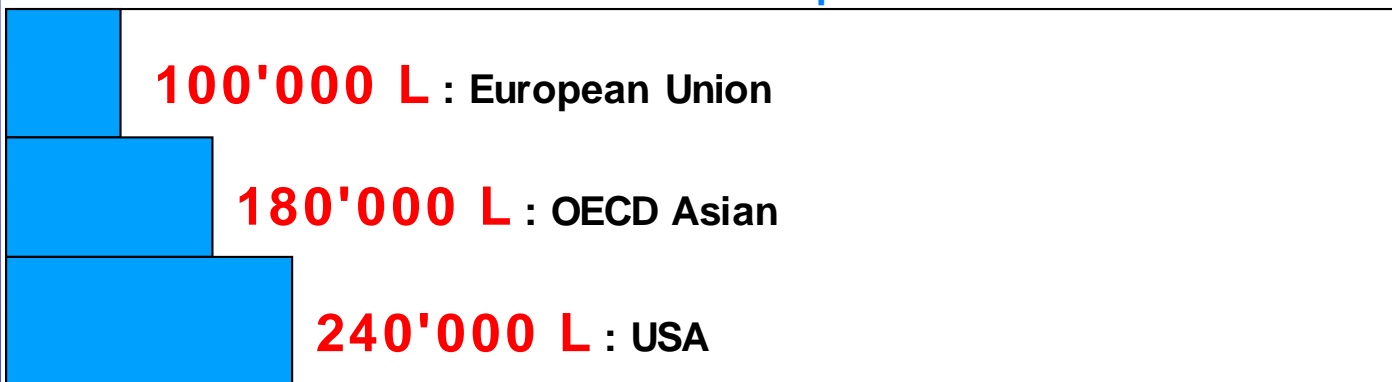 100'000 L : European Union
180'000 L : OECD Asian
240'000 L : USA